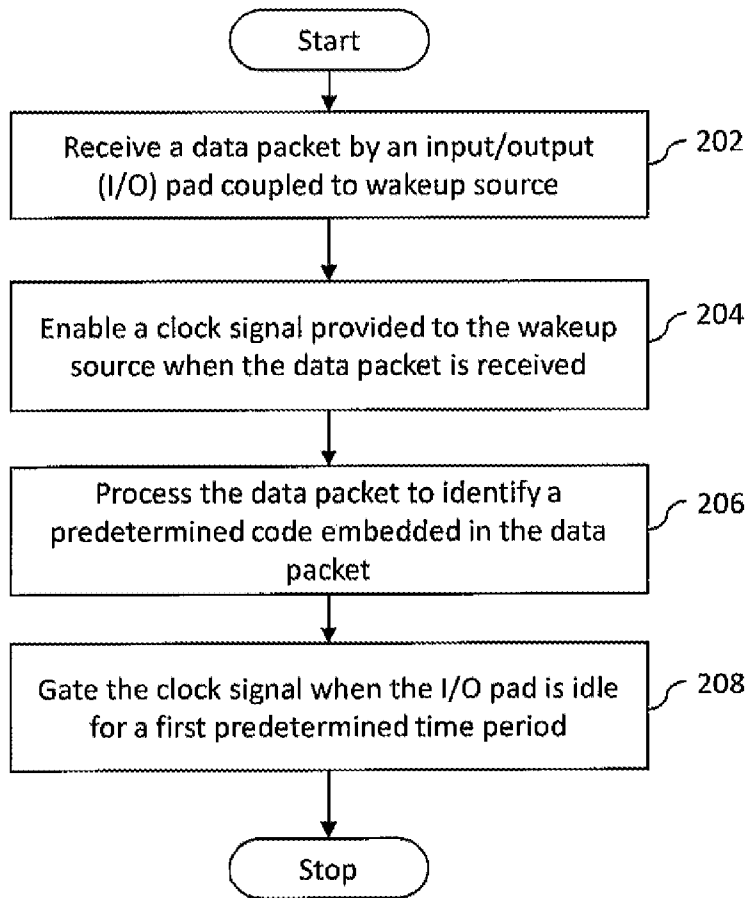 Start
Receive a data packet by an input/output
(I/O) pad coupled to wakeup source
202
Enable a clock signal provided to the wakeup
source when the data packet is received
204
Process the data packet to identify a
predetermined code embedded in the data
packet
206
Gate the clock signal when the I/O pad is idle
for a first predetermined time period
208
Stop